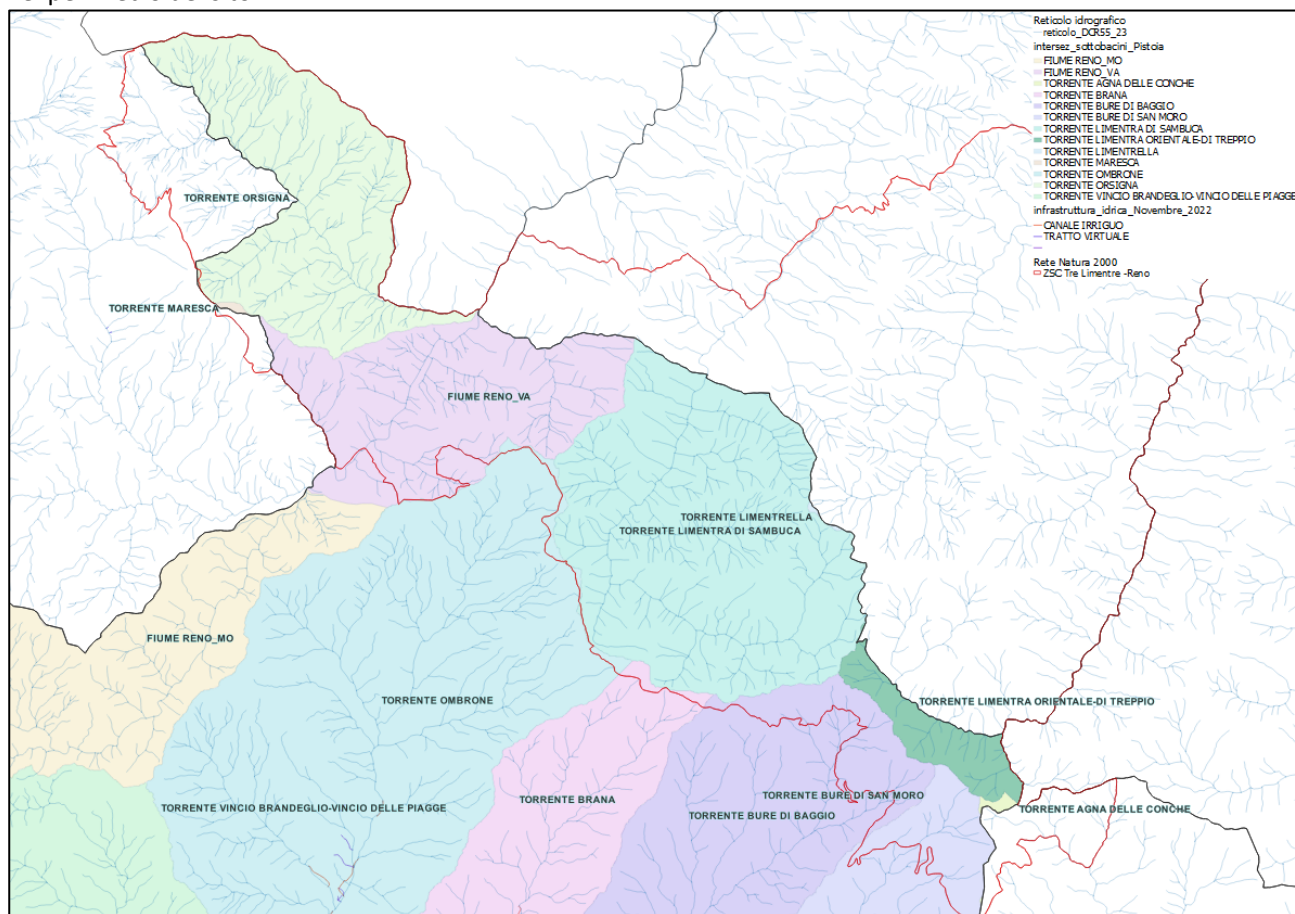 Reticolo idrografico
reticolo_DCR55_23
intersez_sottobacini_Pistoia
FIUME RENO_MO
FIUME RENO_VA
TORRENTE AGNA DELLE CONCHE
TORRENTE BRANA
TORRENTE BURE DI BAGGIO
TORRENTE BURE DI SAN MORO
TORRENTE LIMENTRA DI SAMBUCA
TORRENTE LIMENTRA ORIENTALE-DI TREPPIO
TORRENTE LIMENTRELLA
TORRENTE MARESCA
TORRENTE OMBRONE
TORRENTE ORSIGNA
TORRENTE VINCIO BRANDEGLIO-VINCIO DELLE PIAGGE
infrastruttura_idrica_Novembre_2022
CANALE IRRIGUO
TRATTO VIRTUALE
Rete Natura 2000
ZSC Tre Limentre -Reno
TORRENTE ORSIGNA
TORRENTE MARESCA
FIUME RENO_VA
TORRENTE LIMENTRELLA
TORRENTE LIMENTRA DI SAMBUCA
FIUME RENO_MO
TORRENTE OMBRONE
TORRENTE LIMENTRA ORIENTALE-DI TREPPIO
TORRENTE BURE DI SAN MORO
TORRENTE BRANA
TORRENTE VINCIO BRANDEGLIO-VINCIO DELLE PIAGGE
TORRENTE AGNA DELLE CONCHE
TORRENTE BURE DI BAGGIO